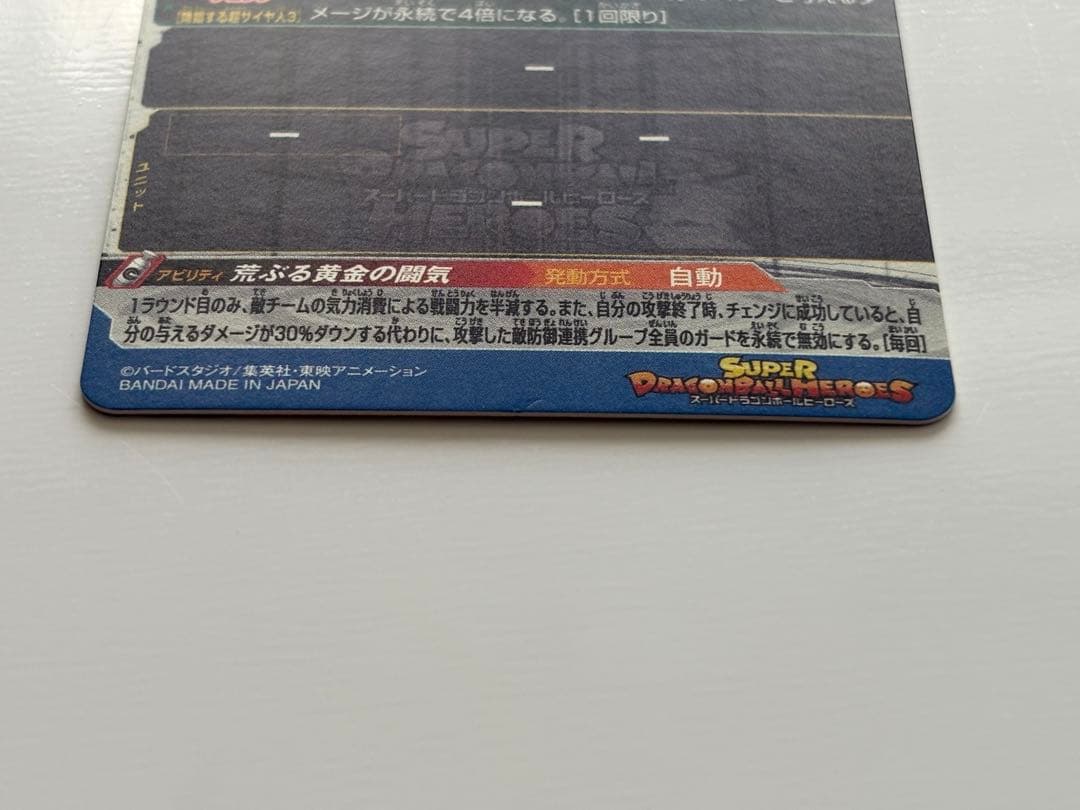 メージが永続で4倍になる。[1回限り]
ー
ー ー
ユニット
SUPER
DRAGONBALL
スーパードラゴンボールヒーローズ
HEROES
ー
アビリティ 荒ぶる黄金の闘気 発動方式 自動
1ラウンド目のみ、敵チームの気力消費による戦闘力を半減する。また、自分の攻撃終了時、チェンジに成功していると、自
分の与えるダメージが30%ダウンする代わりに、攻撃した敵防御連携グループ全員のガードを永続で無効にする。[毎回]
©バードスタジオ/集英社・東映アニメーション
BANDAI MADE IN JAPAN
SUPER
DRAGONBALL HEROES
スーパードラゴンボールヒーローズ